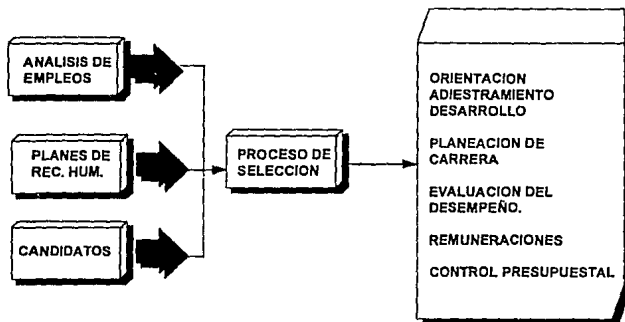 ANALISIS DE
EMPLEOS
PLANES DE
REC. HUM.
CANDIDATOS
PROCESO DE
SELECCION
ORIENTACION
ADIESTRAMIENTO
DESARROLLO
PLANEACION DE
CARRERA
EVALUACION DEL
DESEMPEÑO.
REMUNERACIONES
CONTROL PRESUPUESTAL